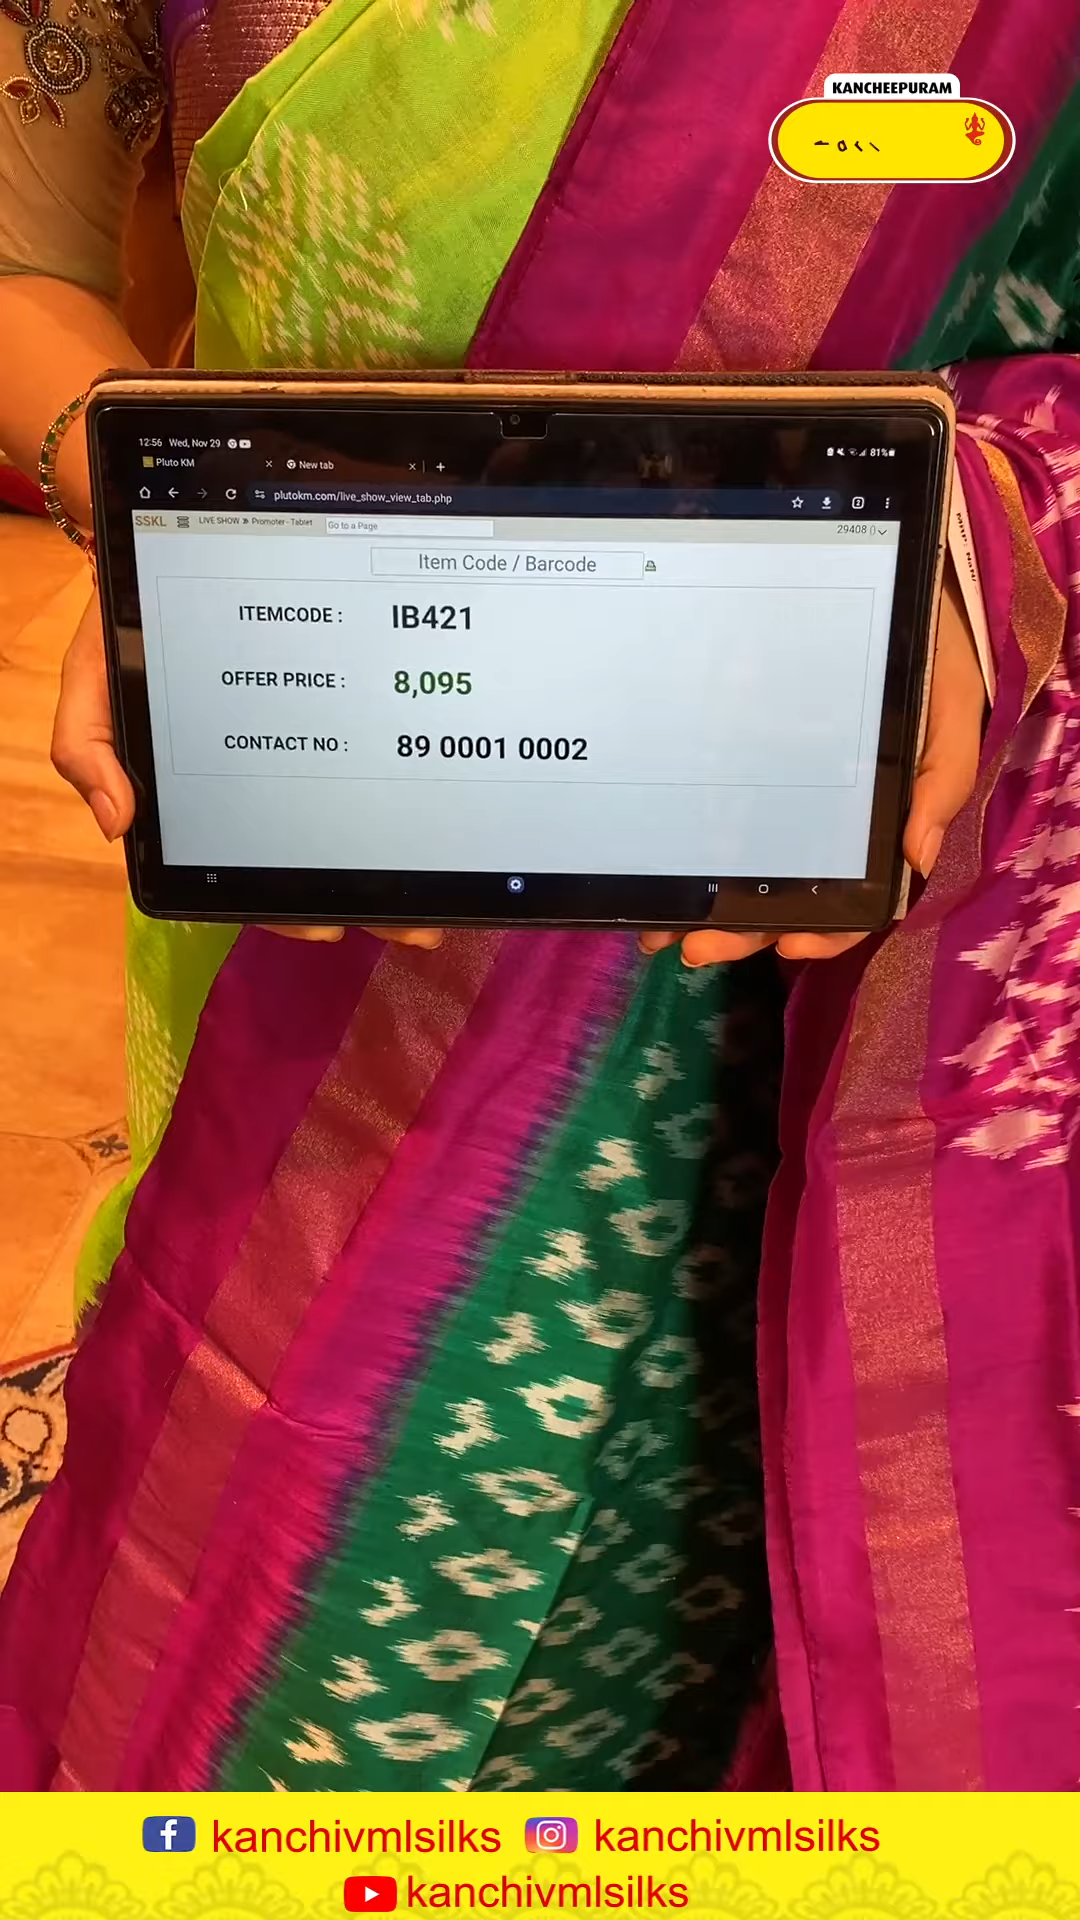 KANCHEEPURAM
12:56 Wed, Nov 29
81%
Pluto KM
New tab
plutokm.com/live_show_view_tab.php
SSKL
LIVE SHOW » Promoter - Tablet
Go to a Page
29408 ()
Item Code / Barcode
ITEMCODE : IB421
OFFER PRICE : 8,095
CONTACT NO : 89 0001 0002
kanchivmlsilks kanchivmlsilks
kanchivmlsilks